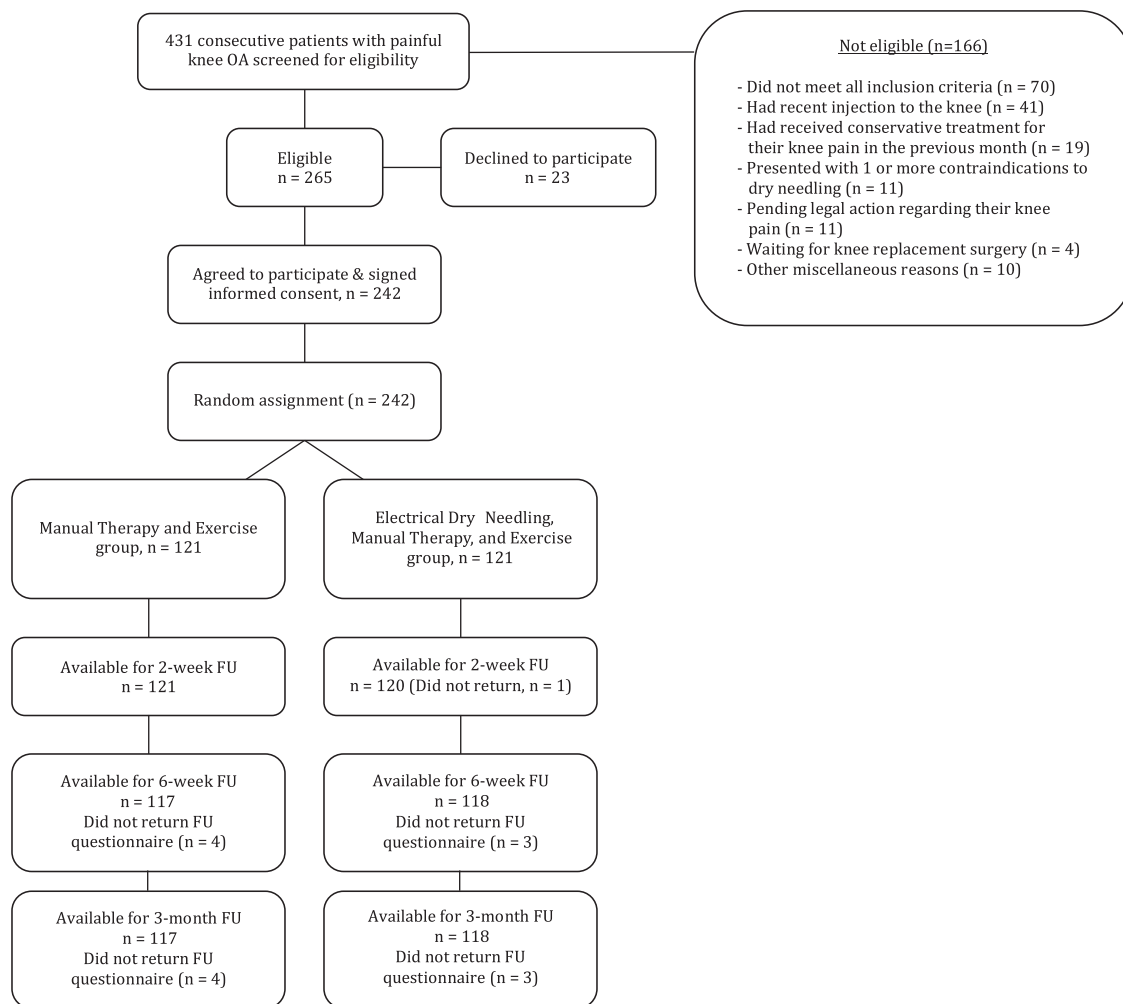 431 consecutive patients with painful
knee OA screened for eligibility
Not eligible (n=166)
- Did not meet all inclusion criteria (n = 70)
- Had recent injection to the knee (n = 41)
- Had received conservative treatment for
their knee pain in the previous month (n = 19)
- Presented with 1 or more contraindications to
dry needling (n = 11)
- Pending legal action regarding their knee
pain (n = 11)
- Waiting for knee replacement surgery (n = 4)
- Other miscellaneous reasons (n = 10)
Eligible
n = 265
Declined to participate
n = 23
Agreed to participate & signed
informed consent, n = 242
Random assignment (n = 242)
Manual Therapy and Exercise
group, n = 121
Electrical Dry Needling,
Manual Therapy, and Exercise
group, n = 121
Available for 2-week FU
n = 121
Available for 2-week FU
n = 120 (Did not return, n = 1)
Available for 6-week FU
n = 117
Did not return FU
questionnaire (n = 4)
Available for 6-week FU
n = 118
Did not return FU
questionnaire (n = 3)
Available for 3-month FU
n = 117
Did not return FU
questionnaire (n = 4)
Available for 3-month FU
n = 118
Did not return FU
questionnaire (n = 3)